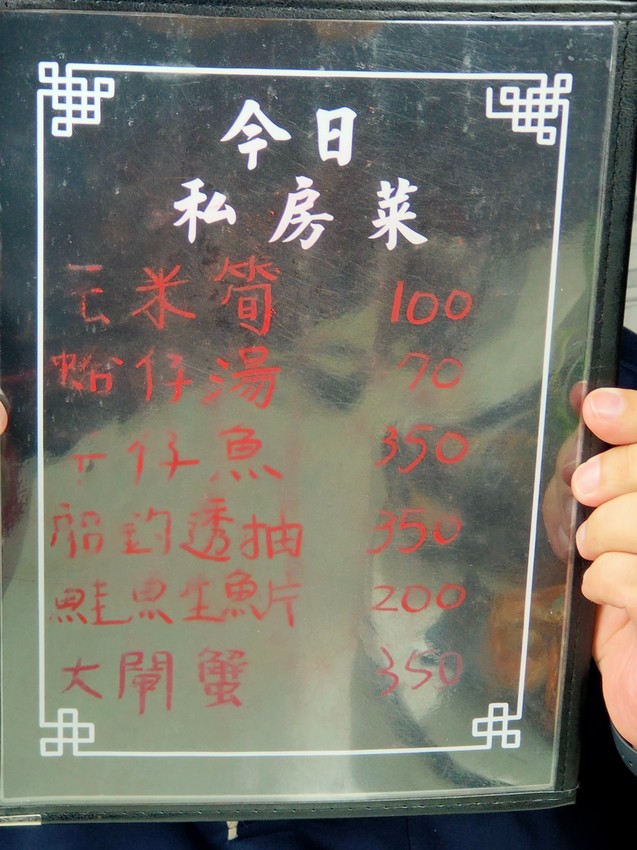 今日
私房菜
玉米筍 100
蛤仔湯 70
仔魚 350
船釣透抽 350
鮭魚生魚片 200
大閘蟹 350